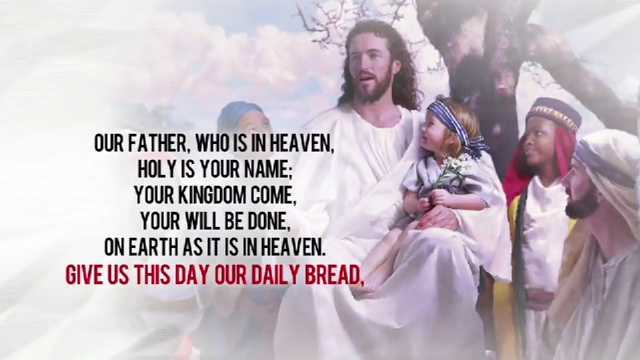 OUR FATHER, WHO IS IN HEAVEN,
HOLY IS YOUR NAME;
YOUR KINGDOM COME,
YOUR WILL BE DONE,
ON EARTH AS IT IS IN HEAVEN.
GIVE US THIS DAY OUR DAILY BREAD,